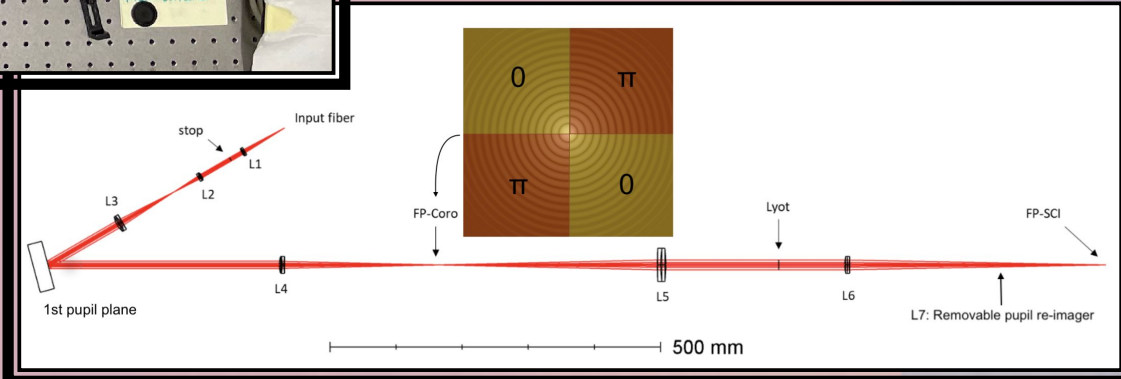 0
π
π
0
Input fiber
stop
L1
L2
L3
FP-Coro
Lyot
FP-SCI
L4
L5
L6
1st pupil plane
L7: Removable pupil re-imager
500 mm